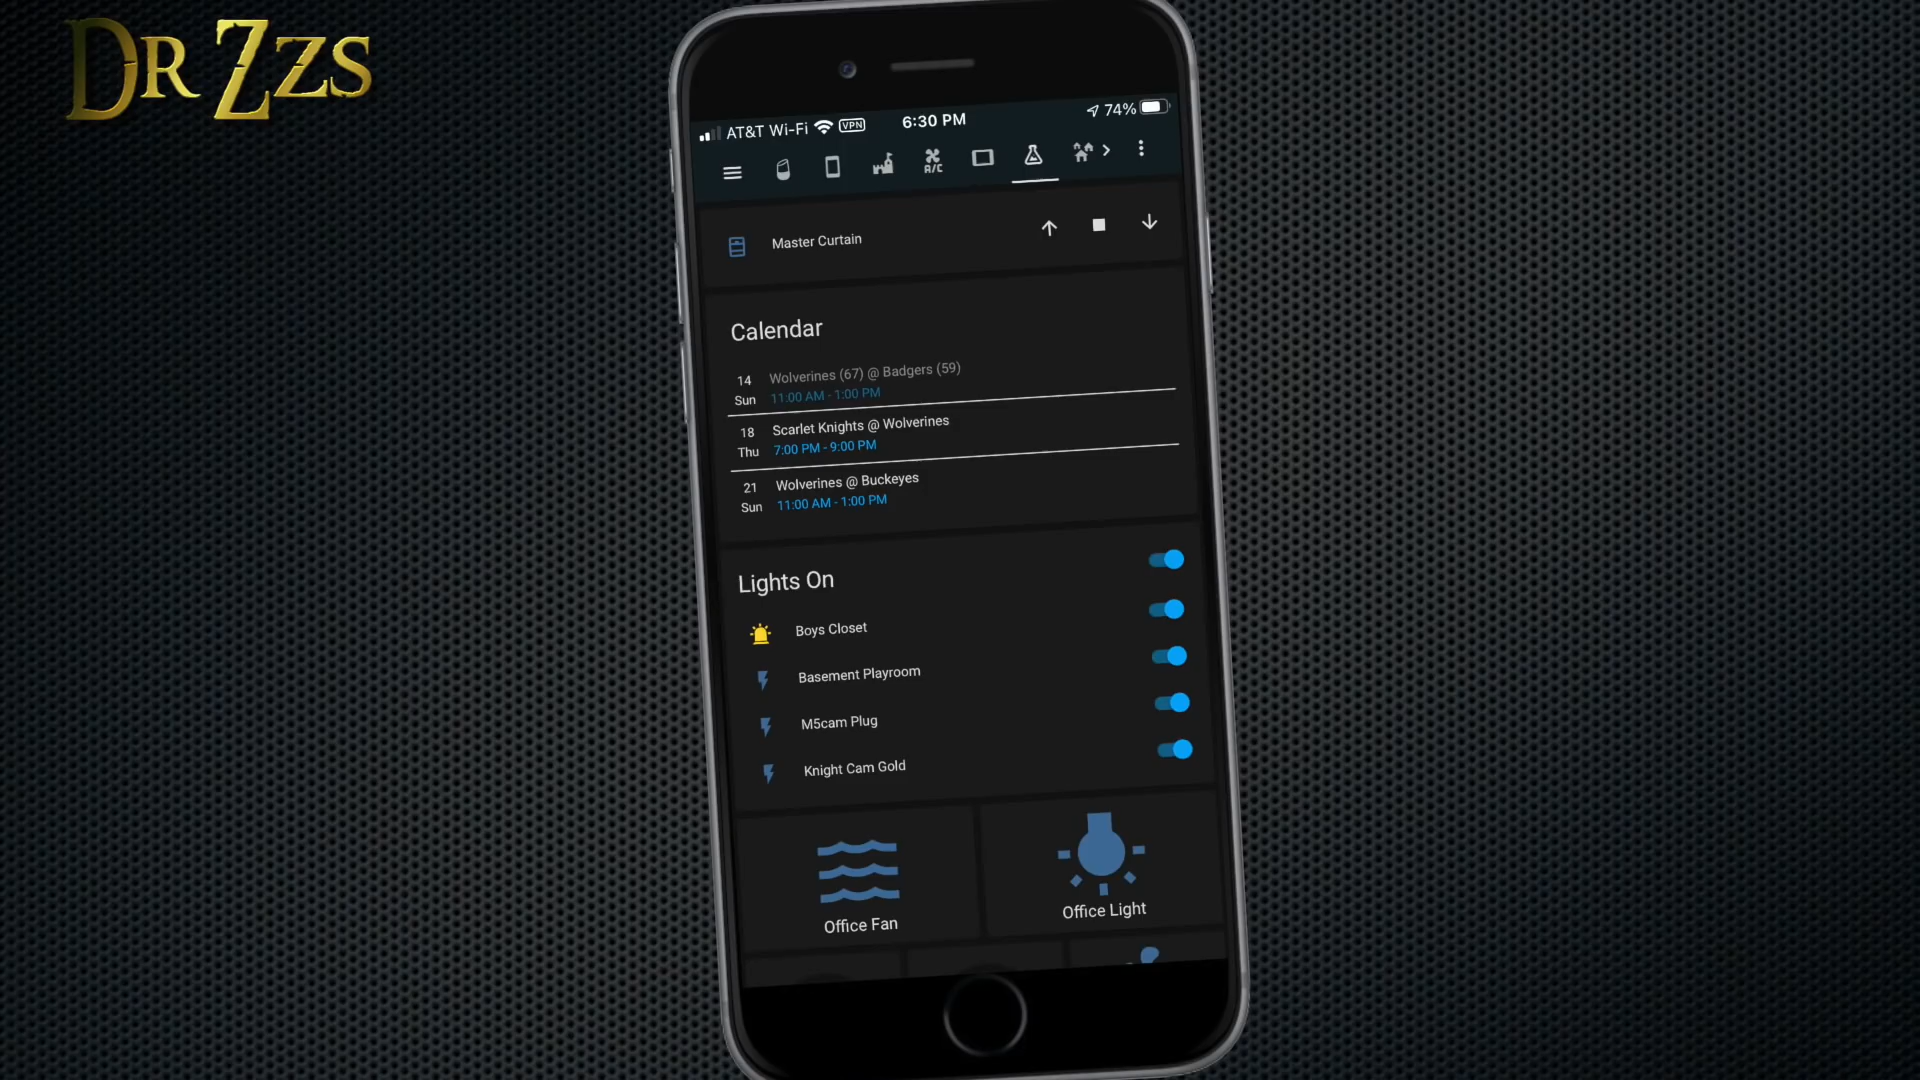 DR ZZS
AT&T Wi-Fi VPN 6:30 PM 74%
A/C
Master Curtain
Calendar
14 Wolverines (67) @ Badgers (59)
Sun 11:00 AM - 1:00 PM
18 Scarlet Knights @ Wolverines
Thu 7:00 PM - 9:00 PM
21 Wolverines @ Buckeyes
Sun 11:00 AM - 1:00 PM
Lights On
Boys Closet
Basement Playroom
M5cam Plug
Knight Cam Gold
Office Fan Office Light